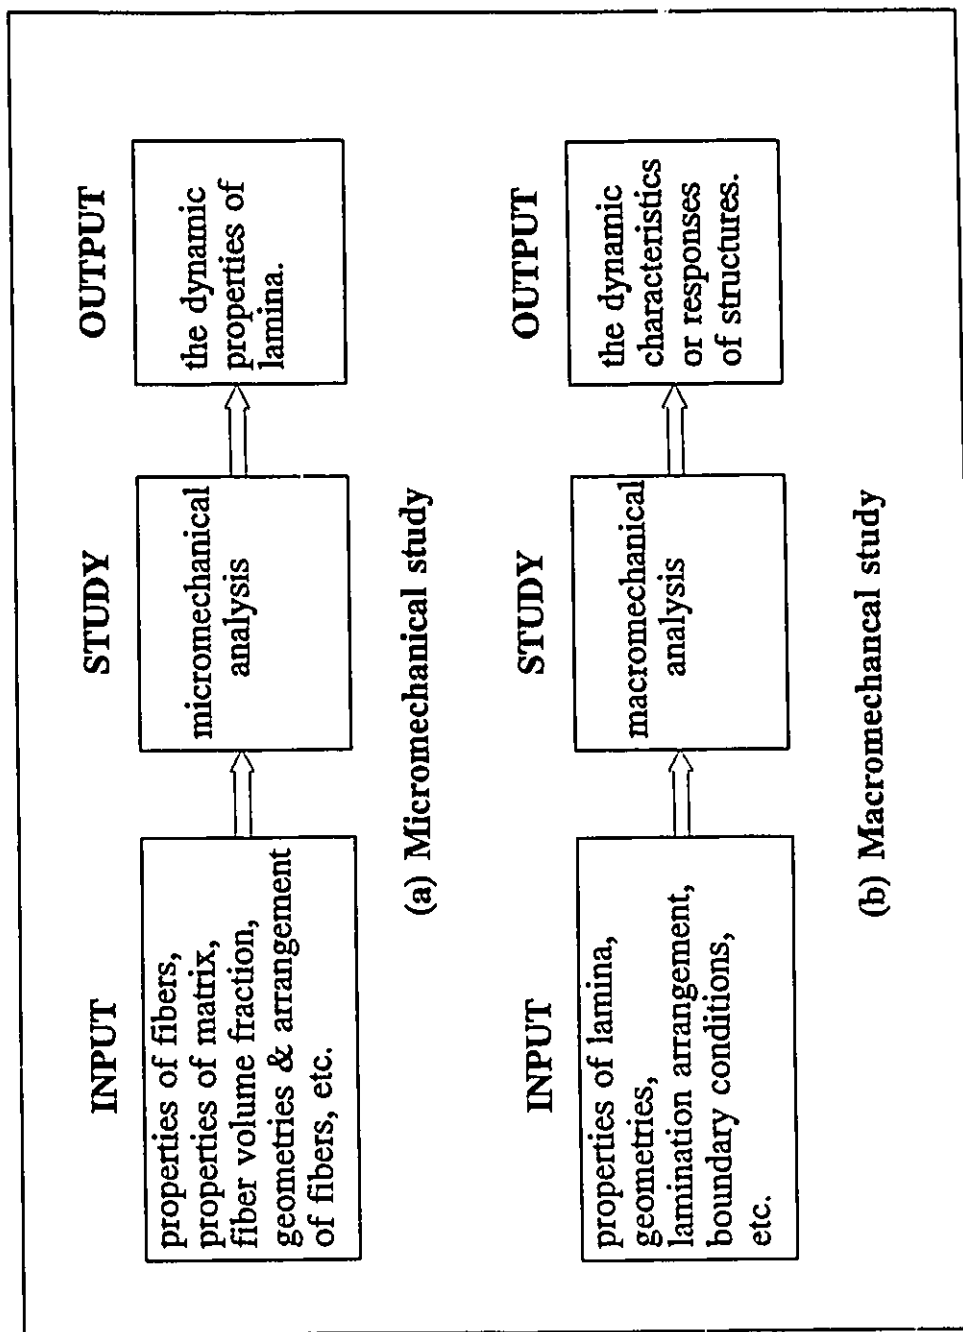 INPUT
STUDY
OUTPUT
properties of fibers,
properties of matrix,
fiber volume fraction,
geometries & arrangement
of fibers, etc.
micromechanical
analysis
the dynamic
properties of
lamina.
(a) Micromechanical study
INPUT
STUDY
OUTPUT
properties of lamina,
geometries,
lamination arrangement,
boundary conditions,
etc.
macromechanical
analysis
the dynamic
characteristics
or responses
of structures.
(b) Macromechancal study